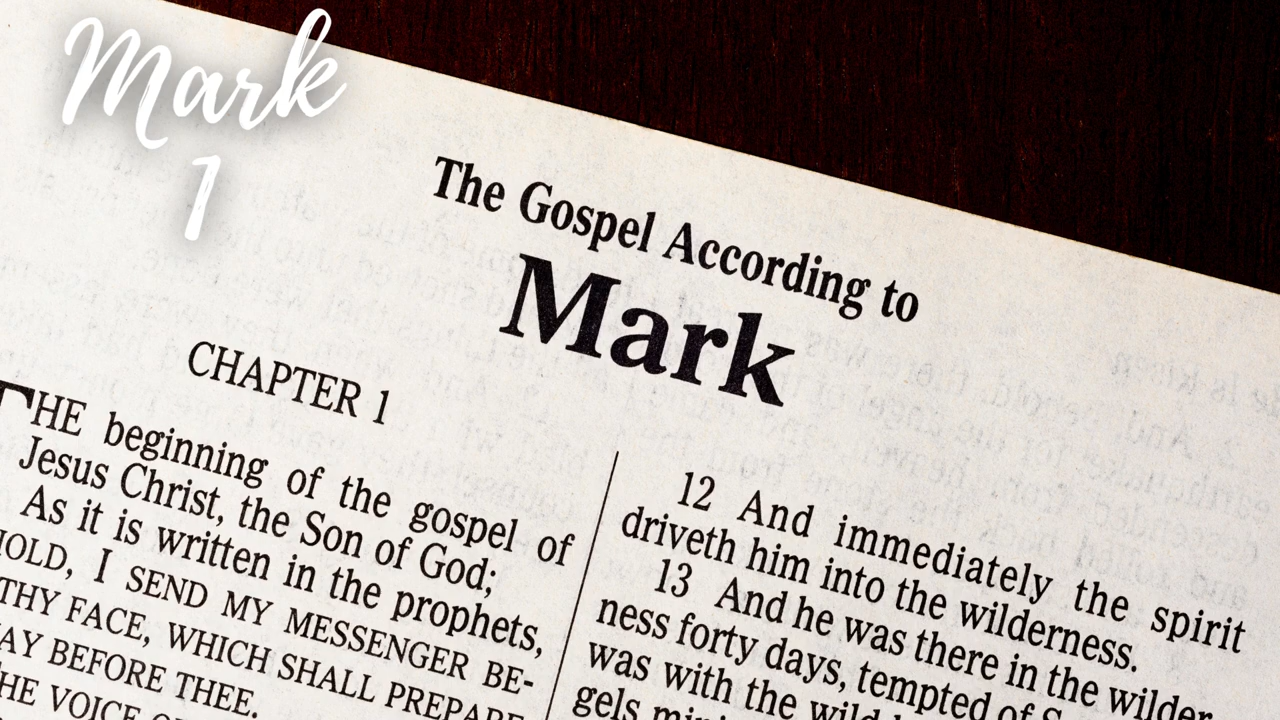 Mark
1
The Gospel According to
Mark
CHAPTER 1
THE beginning of the gospel of
Jesus Christ, the Son of God;
As it is written in the prophets,
I SEND MY MESSENGER BE-
THY FACE, WHICH SHALL PREPARE
BEFORE THEE.
VOICE
12 And immediately the spirit
driveth him into the wilderness.
13 And he was there in the wilder
ness forty days, tempted of
was with the wild
gels